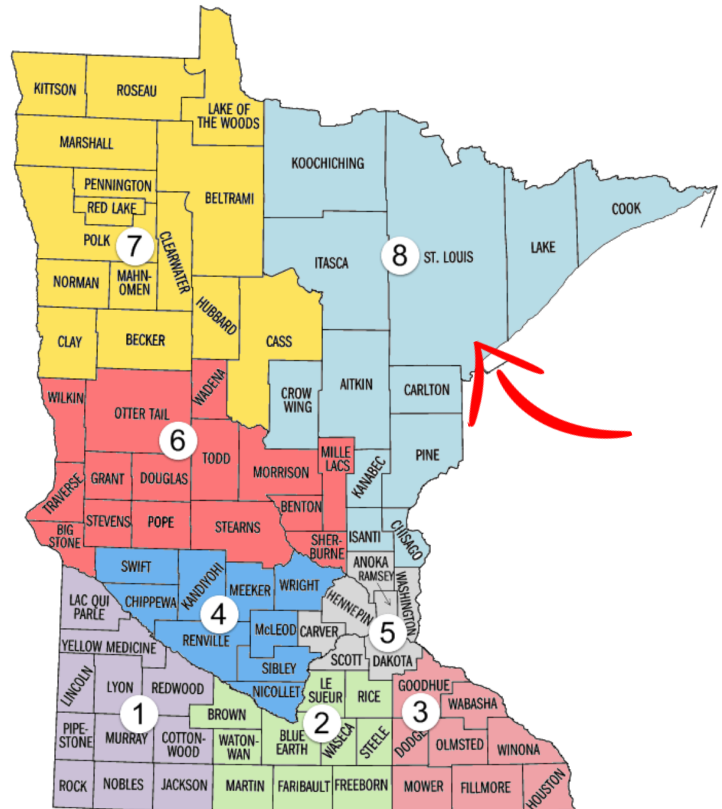 KITTSON
ROSEAU
LAKE OF
THE WOODS
MARSHALL
KOOCHICHING
PENNINGTON
BELTRAMI
RED LAKE
COOK
POLK
7
CLEARWATER
8
ST. LOUIS
LAKE
ITASCA
NORMAN
MAHN-
OMEN
HUBBARD
CLAY
BECKER
CASS
WADENA
AITKIN
CARLTON
WILKIN
CROW
WING
OTTER TAIL
6
TODD
MILLE
LACS
PINE
MORRISON
KANABEC
TRAVERSE
GRANT
DOUGLAS
BENTON
STEVENS
POPE
STEARNS
BIG
STONE
SHER-
BURNE
ISANTI
CHISAGO
SWIFT
KANDIYOHI
ANOKA
RAMSEY
MEEKER
WRIGHT
WASHINGTON
LAC QUI
PARLE
CHIPPEWA
HENNEPIN
4
McLEOD
CARVER
5
RENVILLE
YELLOW MEDICINE
SCOTT
DAKOTA
SIBLEY
LINCOLN
LYON
REDWOOD
NICOLLET
LE
SUEUR
RICE
GOODHUE
WABASHA
1
BROWN
2
3
PIPE-
STONE
MURRAY
COTTON-
WOOD
WATON-
WAN
BLUE
EARTH
WASECA
STEELE
DODGE
OLMSTED
WINONA
ROCK
NOBLES
JACKSON
MARTIN
FARIBAULT
FREEBORN
MOWER
FILLMORE
HOUSTON